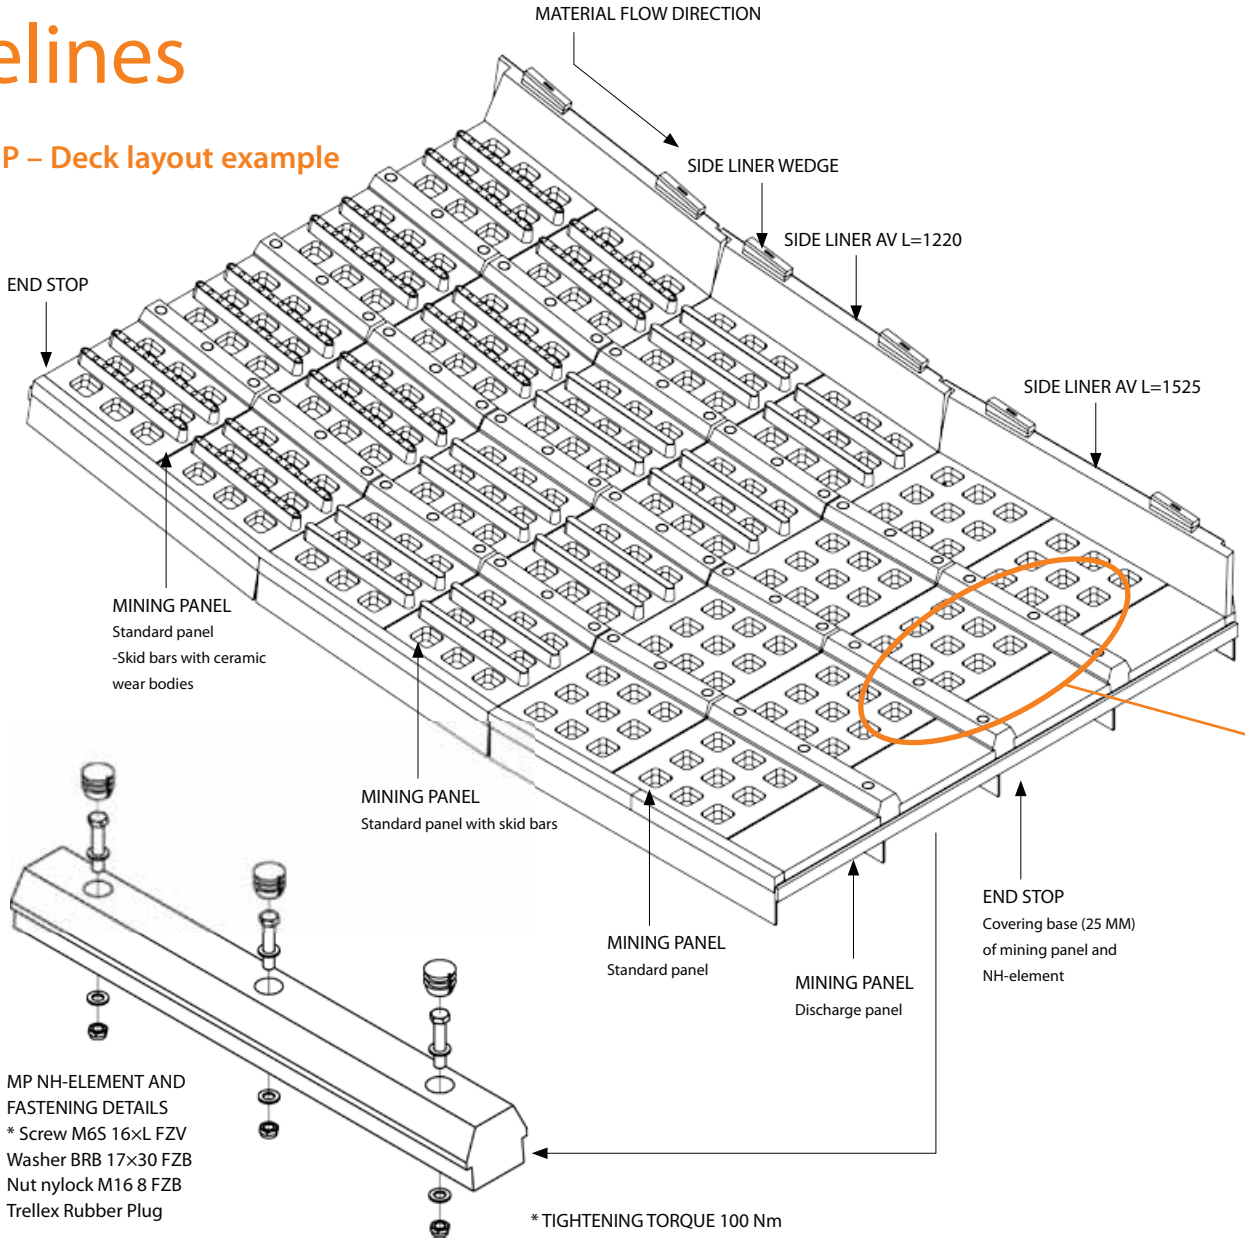 elines
P – Deck layout example
MATERIAL FLOW DIRECTION
SIDE LINER WEDGE
SIDE LINER AV L=1220
END STOP
SIDE LINER AV L=1525
MINING PANEL
Standard panel
-Skid bars with ceramic
wear bodies
MINING PANEL
Standard panel with skid bars
MINING PANEL
Standard panel
MINING PANEL
Discharge panel
END STOP
Covering base (25 MM)
of mining panel and
NH-element
MP NH-ELEMENT AND
FASTENING DETAILS
* Screw M6S 16×L FZV
Washer BRB 17×30 FZB
Nut nylock M16 8 FZB
Trellex Rubber Plug
* TIGHTENING TORQUE 100 Nm